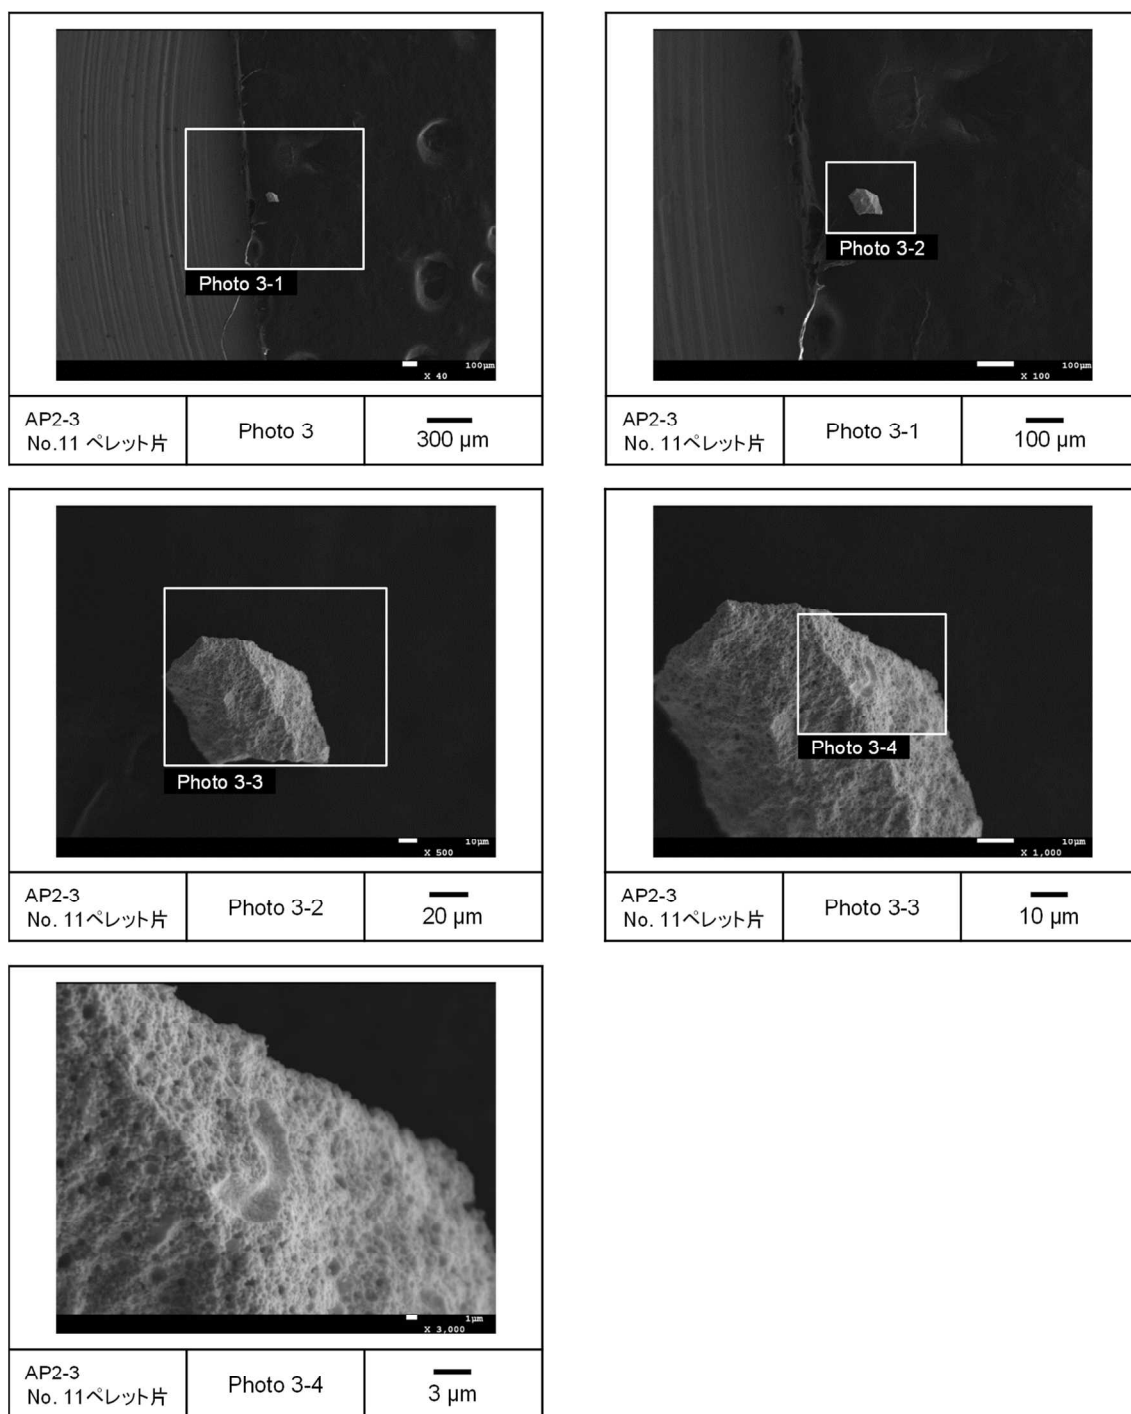 Photo 3-1
100µm
X 40
AP2-3
No.11 ペレット片
Photo 3
300 µm
Photo 3-2
100µm
X 100
AP2-3
No. 11ペレット片
Photo 3-1
100 µm
Photo 3-3
10µm
X 500
AP2-3
No. 11ペレット片
Photo 3-2
20 µm
Photo 3-4
10µm
X 1,000
AP2-3
No. 11ペレット片
Photo 3-3
10 µm
1µm
X 3,000
AP2-3
No. 11ペレット片
Photo 3-4
3 µm